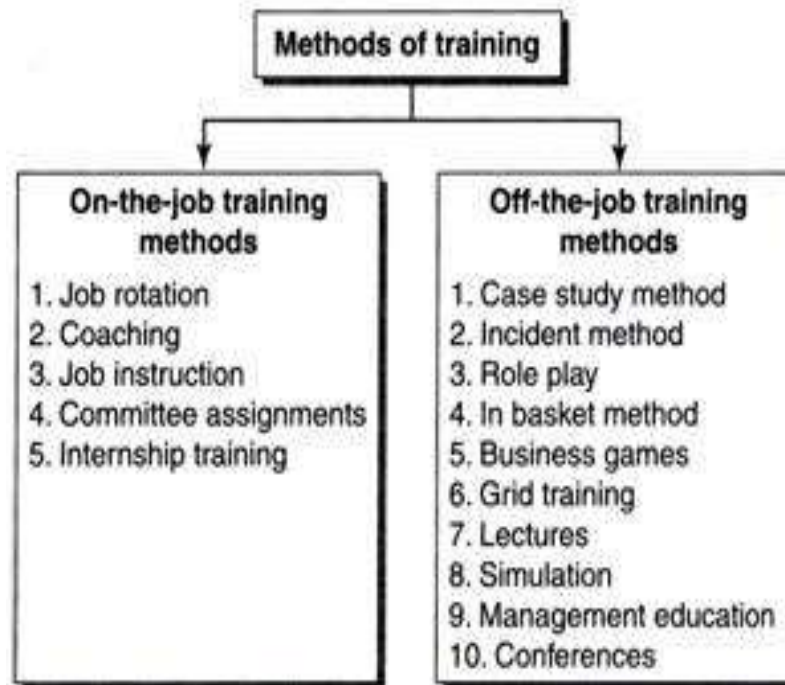 Methods of training
On-the-job training
methods
1. Job rotation
2. Coaching
3. Job instruction
4. Committee assignments
5. Internship training
Off-the-job training
methods
1. Case study method
2. Incident method
3. Role play
4. In basket method
5. Business games
6. Grid training
7. Lectures
8. Simulation
9. Management education
10. Conferences